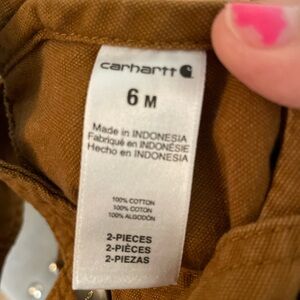 carhartt
6 M
Made in INDONESIA
Fabriqué en INDONÉSIE
Hecho en INDONESIA
100% COTTON
100% COTON
100% ALGODÓN
2-PIECES
2-PIÈCES
2-PIEZAS